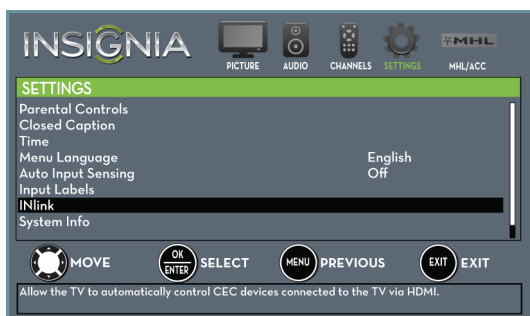 INSIGNIA
PICTURE AUDIO CHANNELS SETTINGS MHL MHL/ACC
SETTINGS
Parental Controls
Closed Caption
Time
Menu Language English
Auto Input Sensing Off
Input Labels
INlink
System Info
MOVE OK ENTER SELECT MENU PREVIOUS EXIT EXIT
Allow the TV to automatically control CEC devices connected to the TV via HDMI.